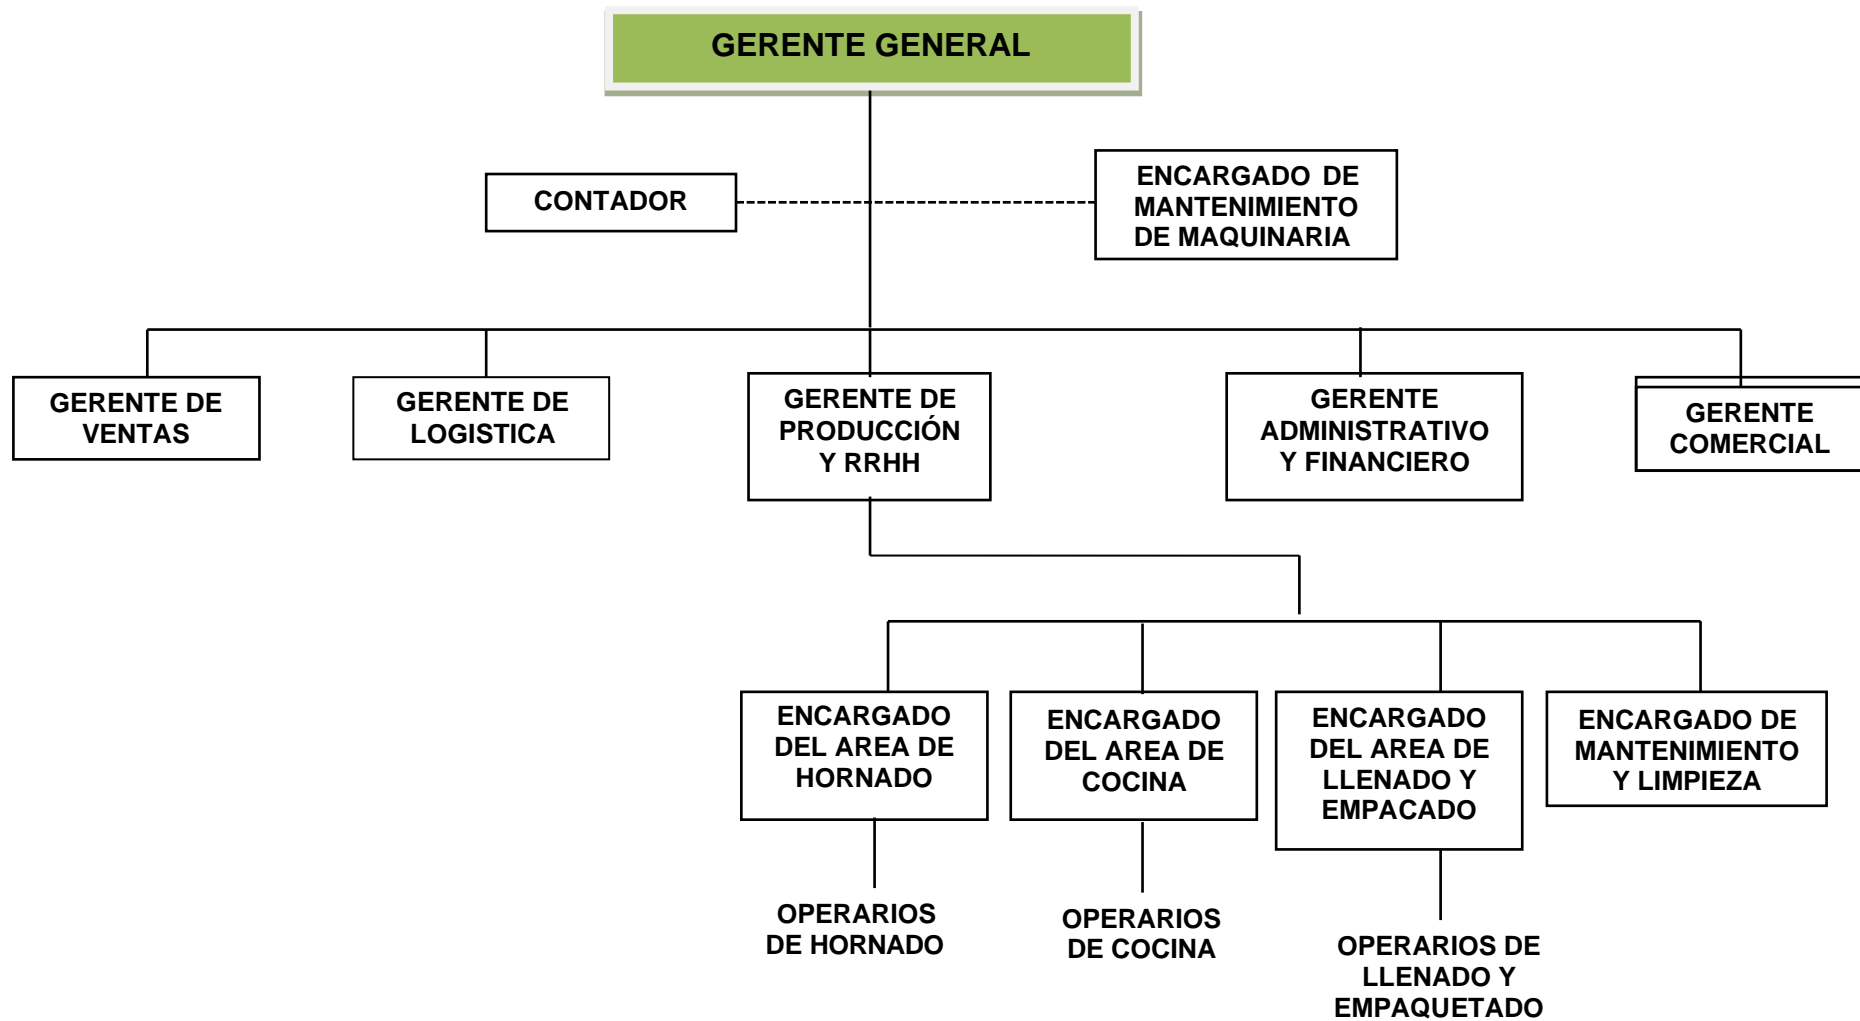 GERENTE GENERAL
CONTADOR
ENCARGADO DE
MANTENIMIENTO
DE MAQUINARIA
GERENTE DE
VENTAS
GERENTE DE
LOGISTICA
GERENTE DE
PRODUCCIÓN
Y RRHH
GERENTE
ADMINISTRATIVO
Y FINANCIERO
GERENTE
COMERCIAL
ENCARGADO
DEL AREA DE
HORNADO
ENCARGADO
DEL AREA DE
COCINA
ENCARGADO
DEL AREA DE
LLENADO Y
EMPACADO
ENCARGADO DE
MANTENIMIENTO
Y LIMPIEZA
OPERARIOS
DE HORNADO
OPERARIOS
DE COCINA
OPERARIOS DE
LLENADO Y
EMPAQUETADO